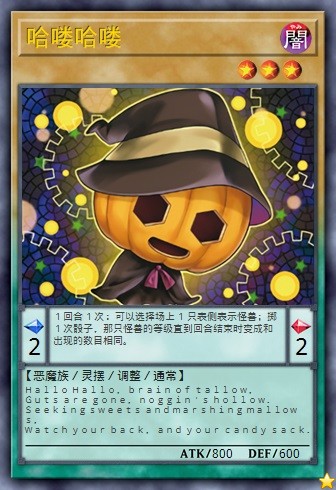 哈喽哈喽
闇
1回合1次:可以选择场上1只表侧表示怪兽;掷
1次骰子,那只怪兽的等级直到回合结束时变成和
出现的数目相同。
2
2
【恶魔族/灵摆/调整/通常】
Hallo Hallo, brain of tallow,
Guts are gone, noggin's hollow.
Seeking sweets and marshing mallow
s,
Watch your back, and your candy sack.
ATK/800 DEF/600